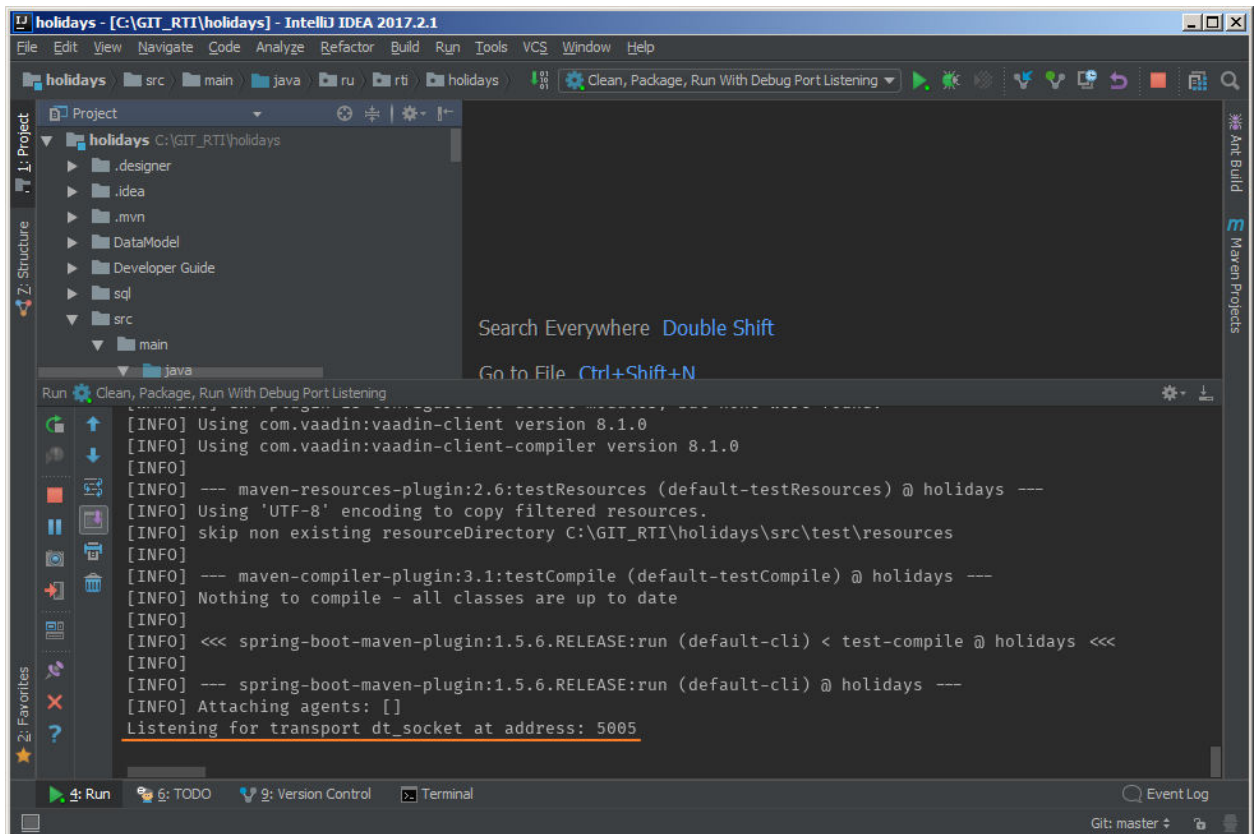 holidays - [C:\GIT_RTI\holidays] - IntelliJ IDEA 2017.2.1
File Edit View Navigate Code Analyze Refactor Build Run Tools VCS Window Help
holidays src main java ru rti holidays Clean, Package, Run With Debug Port Listening
Project
holidays C:\GIT_RTI\holidays
.designer
.idea
.mvn
DataModel
Developer Guide
sql
src
main
java
1: Project
Z: Structure
2: Favorites
Ant Build
Maven Projects
Search Everywhere Double Shift
Go to File Ctrl+Shift+N
Run Clean, Package, Run With Debug Port Listening
[INFO] Using com.vaadin:vaadin-client version 8.1.0
[INFO] Using com.vaadin:vaadin-client-compiler version 8.1.0
[INFO]
[INFO] --- maven-resources-plugin:2.6:testResources (default-testResources) @ holidays ---
[INFO] Using 'UTF-8' encoding to copy filtered resources.
[INFO] skip non existing resourceDirectory C:\GIT_RTI\holidays\src\test\resources
[INFO]
[INFO] --- maven-compiler-plugin:3.1:testCompile (default-testCompile) @ holidays ---
[INFO] Nothing to compile - all classes are up to date
[INFO]
[INFO] <<< spring-boot-maven-plugin:1.5.6.RELEASE:run (default-cli) < test-compile @ holidays <<<
[INFO]
[INFO] --- spring-boot-maven-plugin:1.5.6.RELEASE:run (default-cli) @ holidays ---
[INFO] Attaching agents: []
Listening for transport dt_socket at address: 5005
4: Run 6: TODO 9: Version Control Terminal Event Log
Git: master